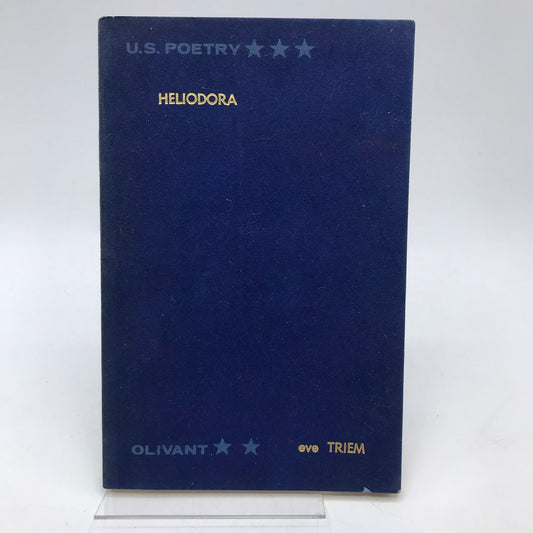 U.S. POETRY ★★★
HELIODORA
OLIVANT ★ ★ eve TRIEM